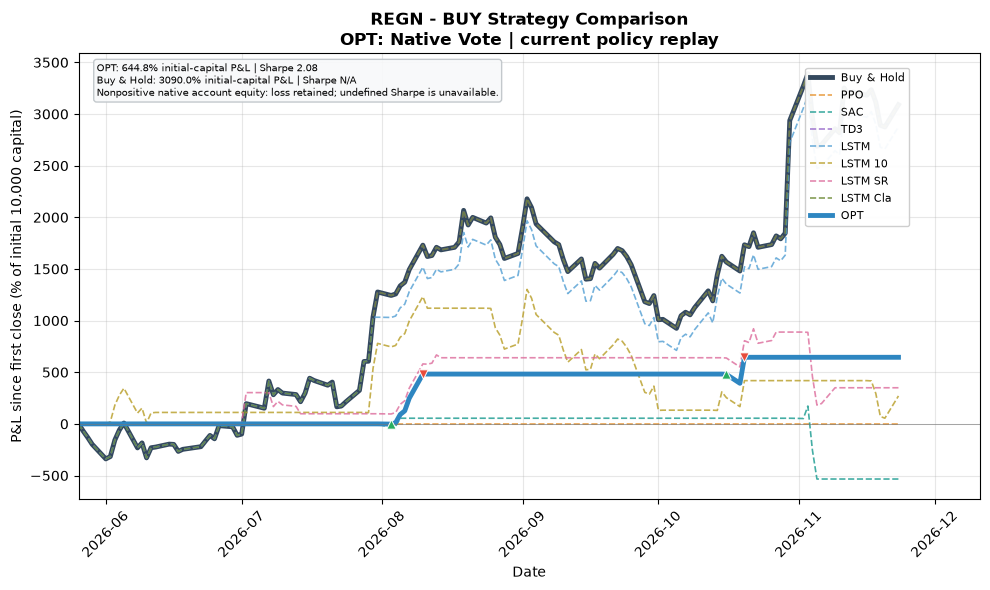 REGN - BUY Strategy Comparison
OPT: Native Vote | current policy replay
OPT: 644.8% initial-capital P&L | Sharpe 2.08
Buy & Hold: 3090.0% initial-capital P&L | Sharpe N/A
Nonpositive native account equity: loss retained; undefined Sharpe is unavailable.
Buy & Hold
PPO
SAC
TD3
LSTM
LSTM 10
LSTM SR
LSTM Cla
OPT
P&L since first close (% of initial 10,000 capital)
3500
3000
2500
2000
1500
1000
500
0
−500
2026-06
2026-07
2026-08
2026-09
2026-10
2026-11
2026-12
Date